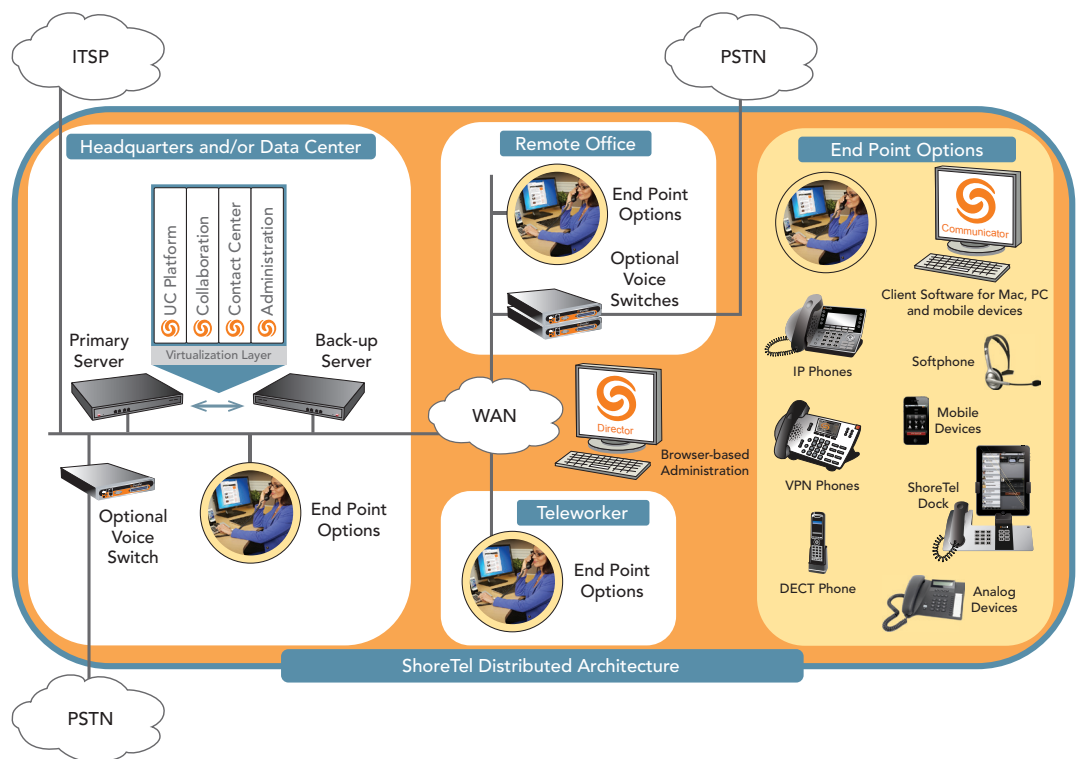 ITSP
PSTN
Headquarters and/or Data Center
UC Platform
Collaboration
Contact Center
Administration
Virtualization Layer
Primary
Server
Back-up
Server
Optional
Voice
Switch
End Point
Options
PSTN
Remote Office
End Point
Options
Optional
Voice
Switches
WAN
Director
Browser-based
Administration
Teleworker
End Point
Options
End Point Options
Communicator
Client Software for Mac, PC
and mobile devices
IP Phones
Softphone
Mobile
Devices
VPN Phones
ShoreTel
Dock
DECT Phone
Analog
Devices
ShoreTel Distributed Architecture